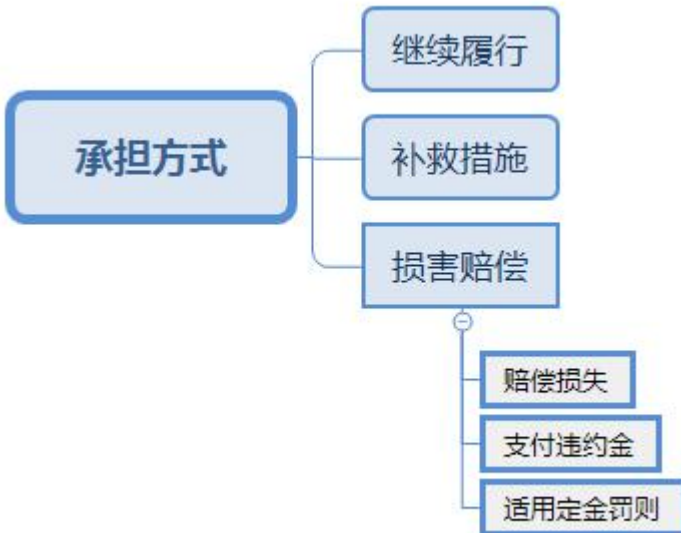 承担方式
继续履行
补救措施
损害赔偿
赔偿损失
支付违约金
适用定金罚则